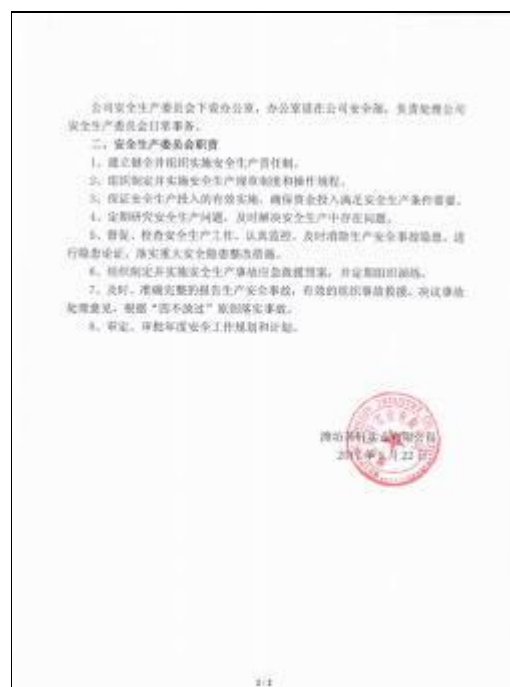 公司安全生产委员会下设办公室，办公室设在公司安全部，负责处理公司
安全生产委员会日常事务。
二、安全生产委员会职责
1、建立健全并组织实施安全生产责任制。
2、组织制定并实施安全生产规章制度和操作规程。
3、保证安全生产投入的有效实施，确保资金投入满足安全生产条件需要。
4、定期研究安全生产问题，及时解决安全生产中存在问题。
5、督促、检查安全生产工作，认真监控、及时消除生产安全事故隐患，进
行隐患论证，落实重大安全隐患整改措施。
6、组织制定并实施安全生产事故应急救援预案，并定期组织演练。
7、及时、准确完整的报告生产安全事故，有效的组织事故救援，决议事故
处理意见，根据“四不放过”原则落实事故。
8、审定、审批年度安全工作规划和计划。
潍坊 有限公司
月 22 日
2 / 2